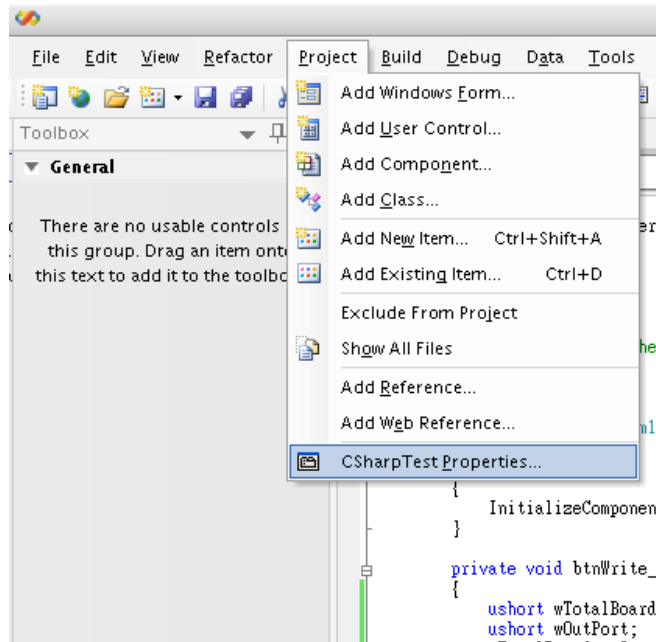 File Edit View Refactor Project Build Debug Data Tools
Toolbox
General
There are no usable controls
this group. Drag an item onto
this text to add it to the toolbo
Add Windows Form...
Add User Control...
Add Component...
Add Class...
Add New Item... Ctrl+Shift+A
Add Existing Item... Ctrl+D
Exclude From Project
Show All Files
Add Reference...
Add Web Reference...
CSharpTest Properties...
{
InitializeComponen
}
private void btnWrite_
{
ushort wTotalBoard
ushort wOutPort;